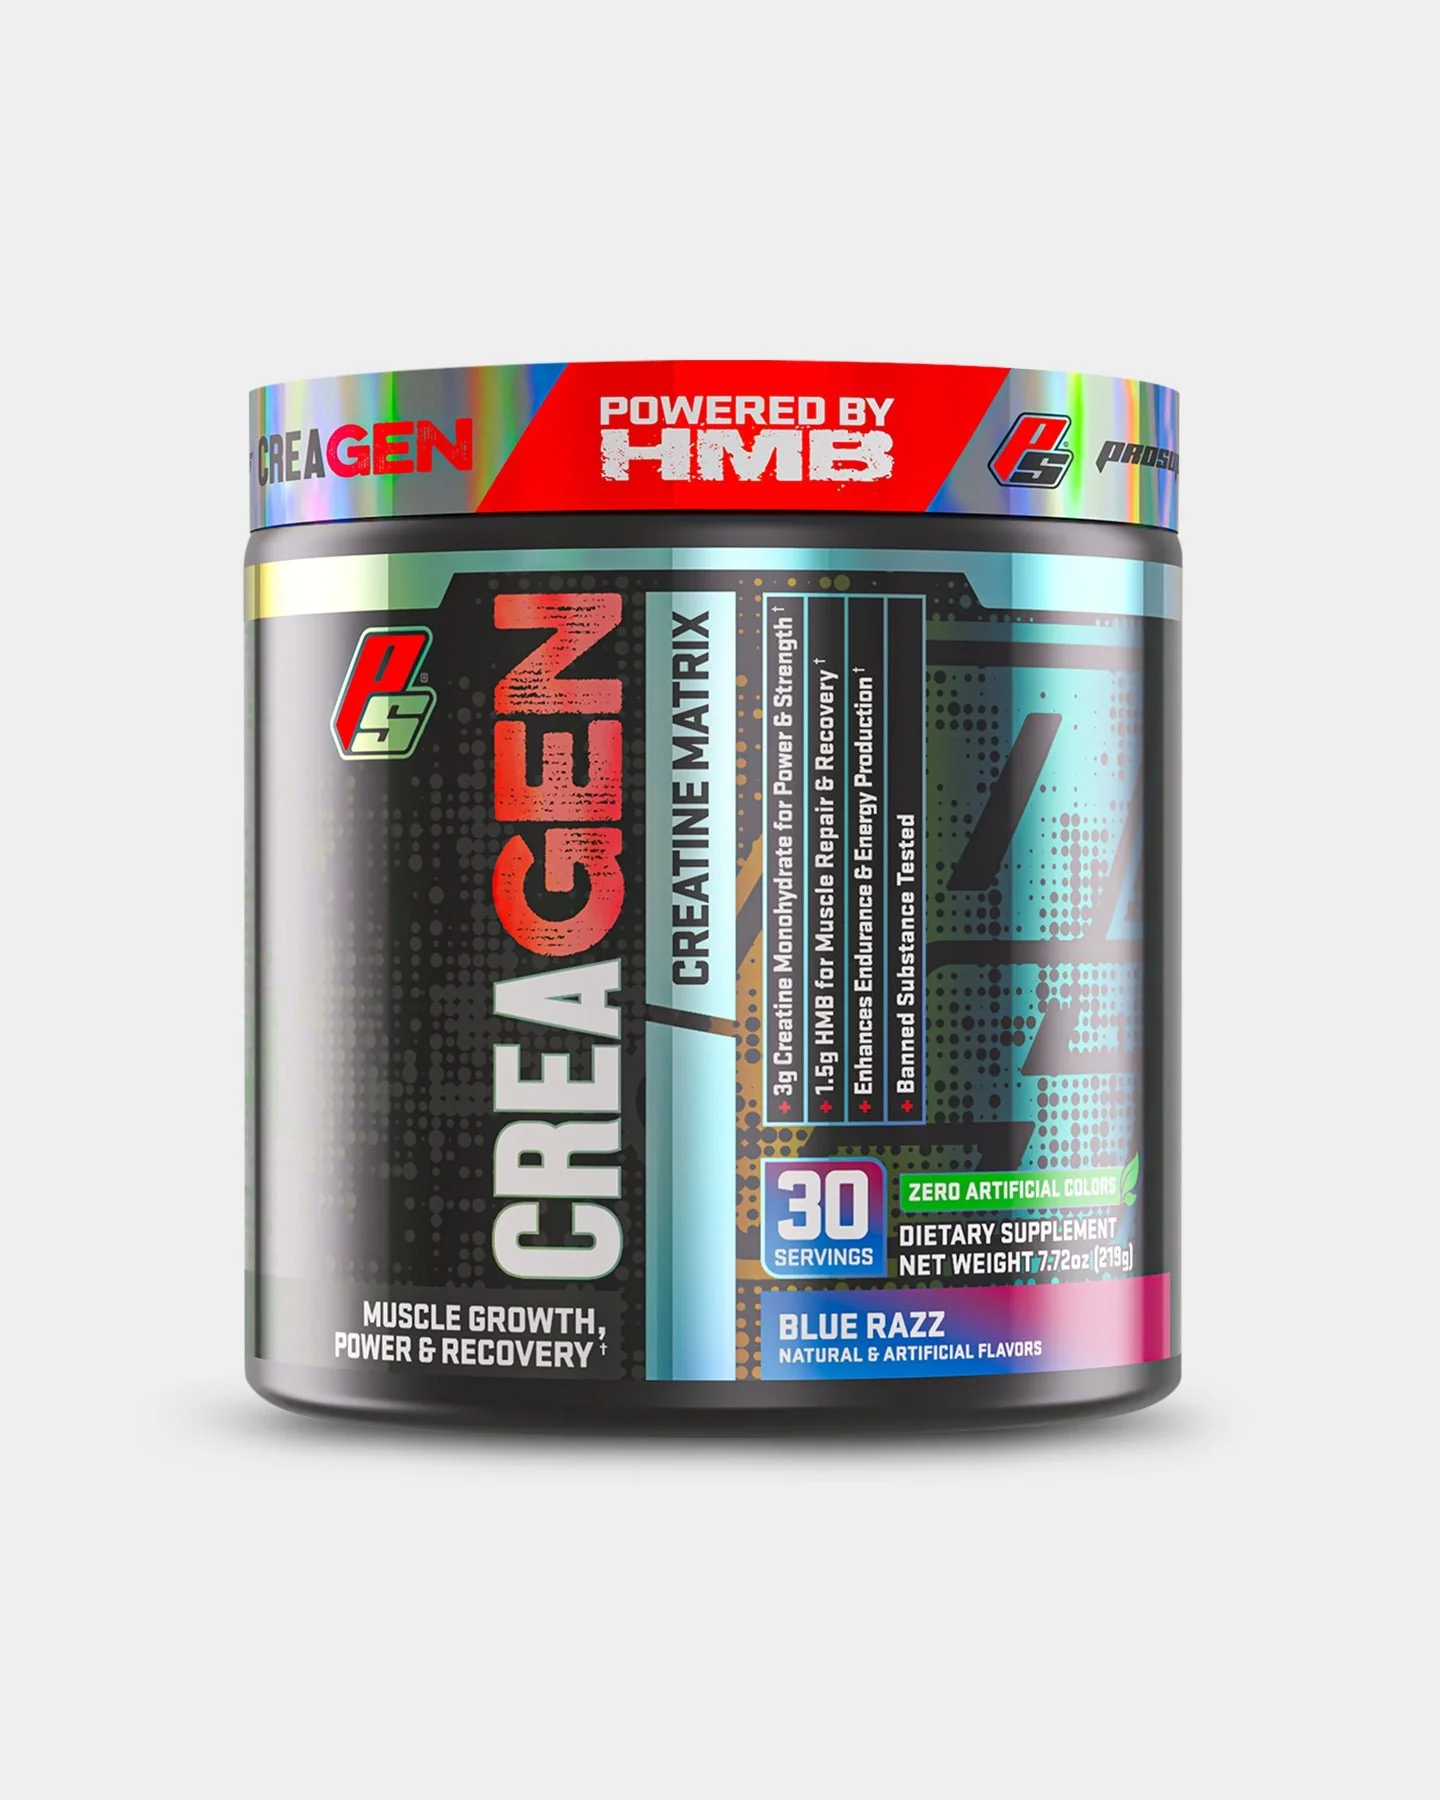 CREAGEN
POWERED BY
HMB
PS
PS
CREAGEN
CREATINE MATRIX
+ 3g Creatine Monohydrate for Power & Strength†
+ 1.5g HMB for Muscle Repair & Recovery†
+ Enhances Endurance & Energy Production†
+ Banned Substance Tested
30
SERVINGS
ZERO ARTIFICIAL COLORS
DIETARY SUPPLEMENT
NET WEIGHT 7.72oz (219g)
MUSCLE GROWTH,
POWER & RECOVERY†
BLUE RAZZ
NATURAL & ARTIFICIAL FLAVORS